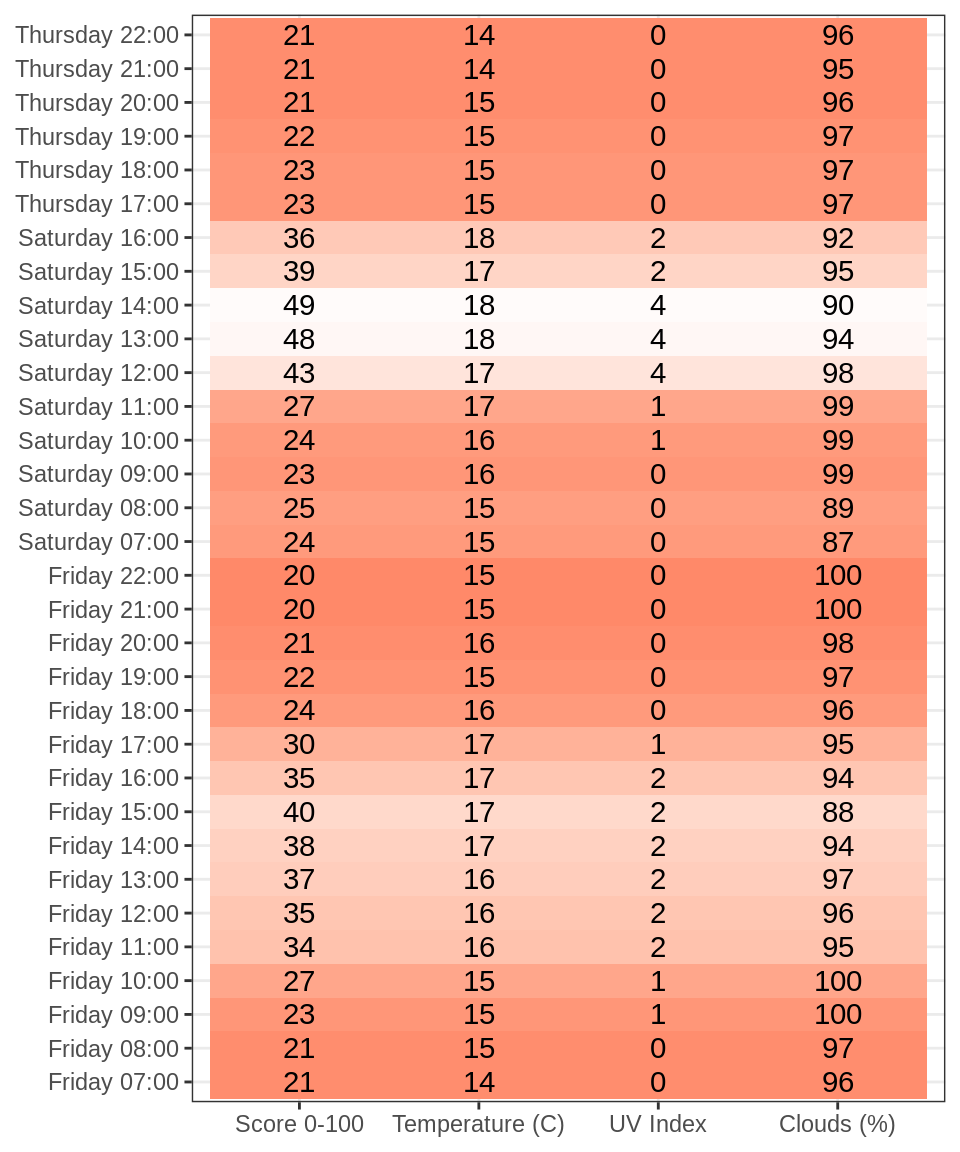 Thursday 22:00 21 14 0 96
Thursday 21:00 21 14 0 95
Thursday 20:00 21 15 0 96
Thursday 19:00 22 15 0 97
Thursday 18:00 23 15 0 97
Thursday 17:00 23 15 0 97
Saturday 16:00 36 18 2 92
Saturday 15:00 39 17 2 95
Saturday 14:00 49 18 4 90
Saturday 13:00 48 18 4 94
Saturday 12:00 43 17 4 98
Saturday 11:00 27 17 1 99
Saturday 10:00 24 16 1 99
Saturday 09:00 23 16 0 99
Saturday 08:00 25 15 0 89
Saturday 07:00 24 15 0 87
Friday 22:00 20 15 0 100
Friday 21:00 20 15 0 100
Friday 20:00 21 16 0 98
Friday 19:00 22 15 0 97
Friday 18:00 24 16 0 96
Friday 17:00 30 17 1 95
Friday 16:00 35 17 2 94
Friday 15:00 40 17 2 88
Friday 14:00 38 17 2 94
Friday 13:00 37 16 2 97
Friday 12:00 35 16 2 96
Friday 11:00 34 16 2 95
Friday 10:00 27 15 1 100
Friday 09:00 23 15 1 100
Friday 08:00 21 15 0 97
Friday 07:00 21 14 0 96
Score 0-100 Temperature (C) UV Index Clouds (%)